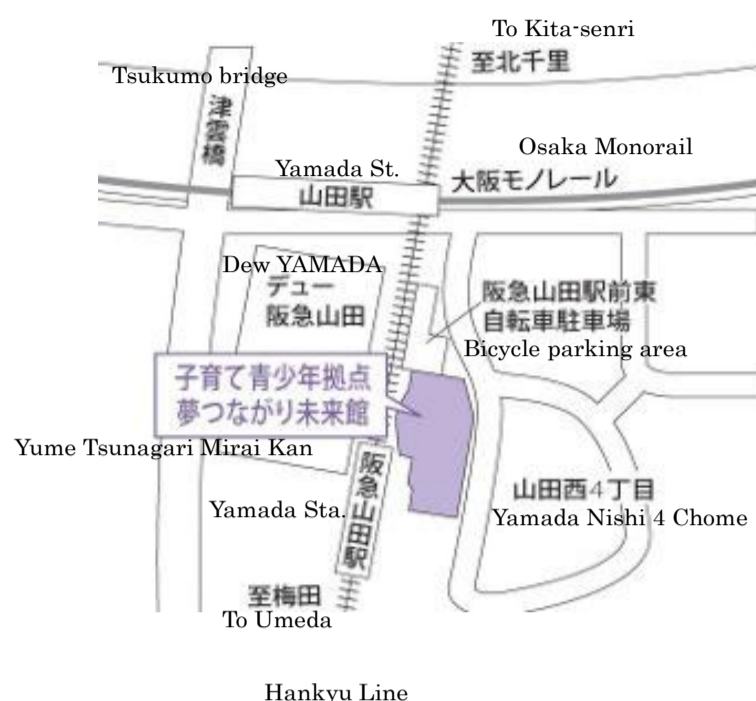 To Kita-senri
至北千里
Tsukumo bridge
津雲橋
Osaka Monorail
大阪モノレール
Yamada St.
山田駅
Dew YAMADA
デュー
阪急山田
阪急山田駅前東
自転車駐車場
Bicycle parking area
子育て青少年拠点
夢つながり未来館
Yume Tsunagari Mirai Kan
阪急山田駅
Yamada Sta.
山田西4丁目
Yamada Nishi 4 Chome
至梅田
To Umeda
Hankyu Line